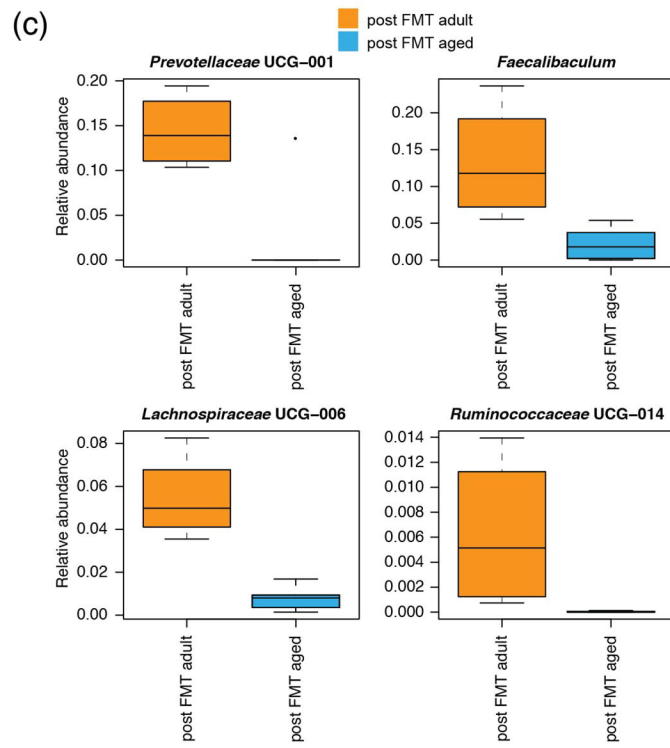 (c)
post FMT adult
post FMT aged
Prevotellaceae UCG−001
Faecalibaculum
Relative abundance
0.20
0.15
0.10
0.05
0.00
post FMT adult
post FMT aged
0.20
0.15
0.10
0.05
0.00
post FMT adult
post FMT aged
Lachnospiraceae UCG−006
Ruminococcaceae UCG−014
Relative abundance
0.08
0.06
0.04
0.02
0.00
post FMT adult
post FMT aged
0.014
0.012
0.010
0.008
0.006
0.004
0.002
0.000
post FMT adult
post FMT aged